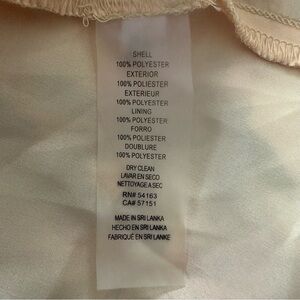 SHELL
100% POLYESTER
EXTERIOR
100% POLIESTER
EXTERIEUR
100% POLYESTER
LINING
100% POLYESTER
FORRO
100% POLIESTER
DOUBLURE
100% POLYESTER
DRY CLEAN
LAVAR EN SECO
NETTOYAGE A SEC
RN# 54163
CA# 57151
MADE IN SRI LANKA
HECHO EN SRI LANKA
FABRIQUÉ EN SRI LANKE